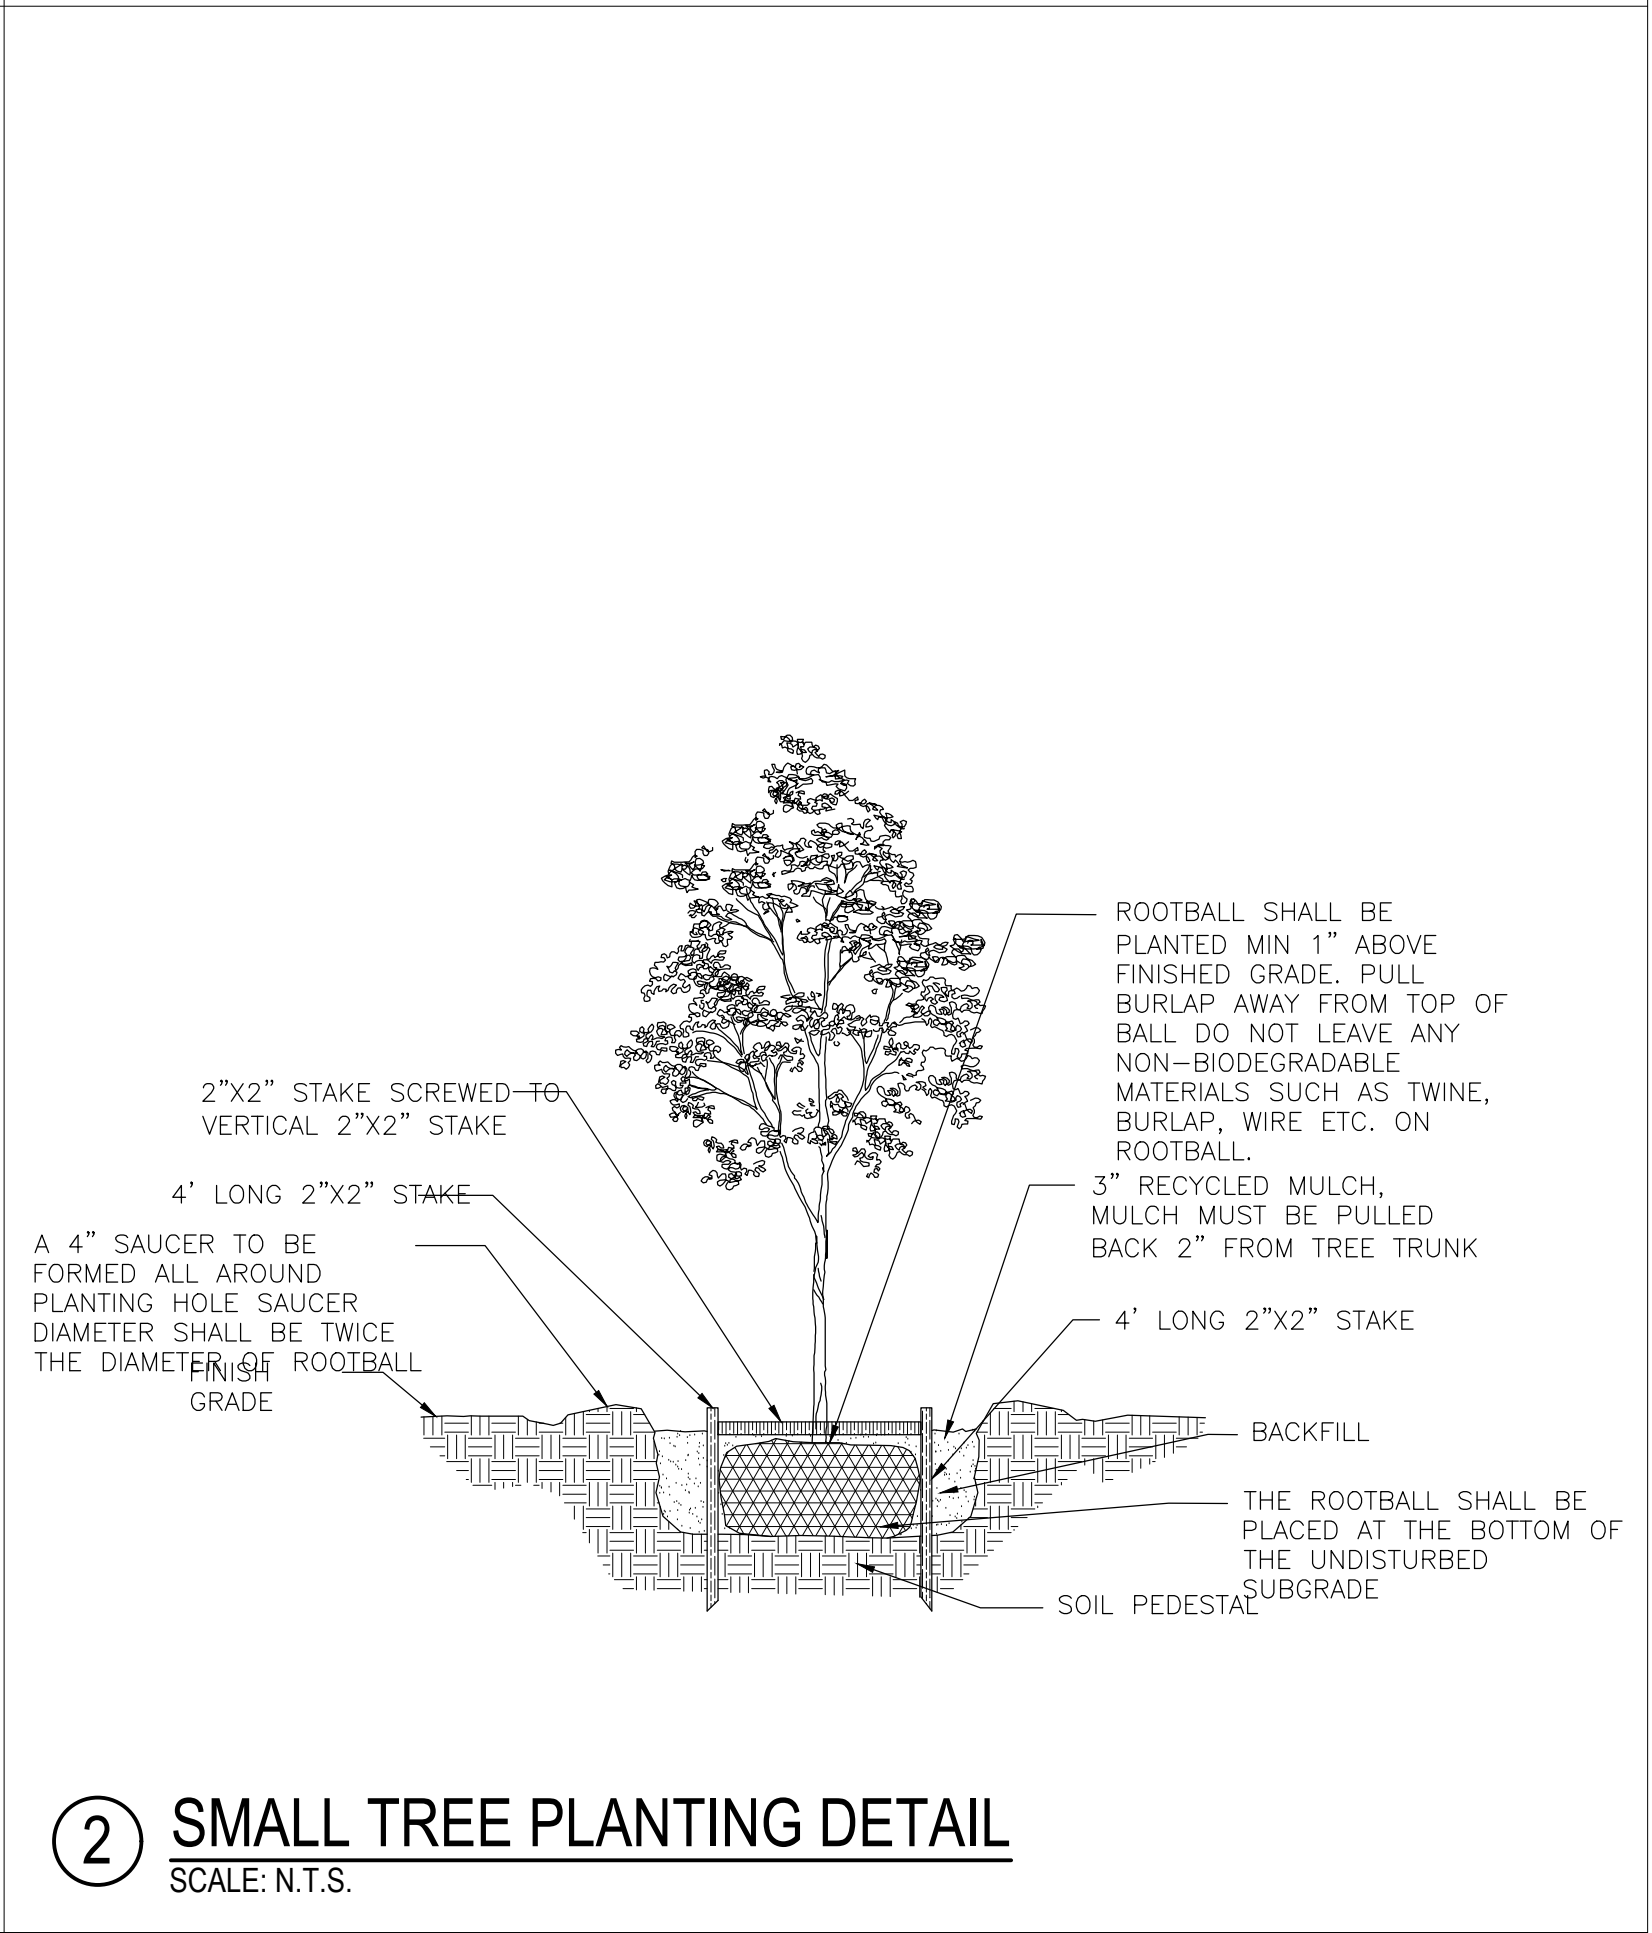 ROOTBALL SHALL BE
PLANTED MIN 1” ABOVE
FINISHED GRADE. PULL
BURLAP AWAY FROM TOP OF
BALL DO NOT LEAVE ANY
NON-BIODEGRADABLE
MATERIALS SUCH AS TWINE,
BURLAP, WIRE ETC. ON
ROOTBALL.
2”X2” STAKE SCREWED TO
VERTICAL 2”X2” STAKE
4’ LONG 2”X2” STAKE
A 4” SAUCER TO BE
FORMED ALL AROUND
PLANTING HOLE SAUCER
DIAMETER SHALL BE TWICE
THE DIAMETER OF ROOTBALL
FINISH
GRADE
3” RECYCLED MULCH,
MULCH MUST BE PULLED
BACK 2” FROM TREE TRUNK
4’ LONG 2”X2” STAKE
BACKFILL
THE ROOTBALL SHALL BE
PLACED AT THE BOTTOM OF
THE UNDISTURBED
SUBGRADE
SOIL PEDESTAL
2
SMALL TREE PLANTING DETAIL
SCALE: N.T.S.